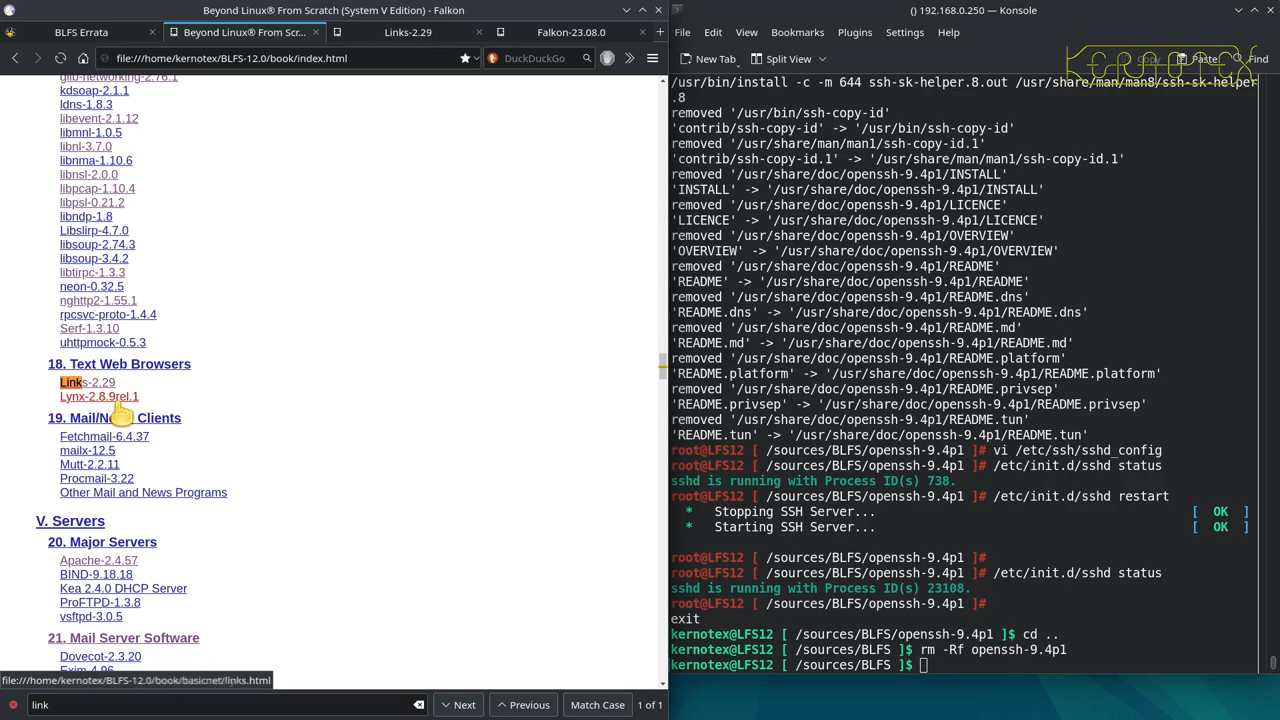 Beyond Linux® From Scratch (System V Edition) - Falkon
BLFS Errata
Beyond Linux® From Scr...
Links-2.29
Falkon-23.08.0
file:///home/kernotex/BLFS-12.0/book/index.html
DuckDuckGo
glib-networking-2.76.1
kdsoap-2.1.1
ldns-1.8.3
libevent-2.1.12
libmnl-1.0.5
libnl-3.7.0
libnma-1.10.6
libnsl-2.0.0
libpcap-1.10.4
libpsl-0.21.2
libndp-1.8
Libslirp-4.7.0
libsoup-2.74.3
libsoup-3.4.2
libtirpc-1.3.3
neon-0.32.5
nghttp2-1.55.1
rpcsvc-proto-1.4.4
Serf-1.3.10
uhttpmock-0.5.3
18. Text Web Browsers
Links-2.29
Lynx-2.8.9rel.1
19. Mail/N Clients
Fetchmail-6.4.37
mailx-12.5
Mutt-2.2.11
Procmail-3.22
Other Mail and News Programs
V. Servers
20. Major Servers
Apache-2.4.57
BIND-9.18.18
Kea 2.4.0 DHCP Server
ProFTPD-1.3.8
vsftpd-3.0.5
21. Mail Server Software
Dovecot-2.3.20
Exim-4.96
file:///home/kernotex/BLFS-12.0/book/basicnet/links.html
link
Next
Previous
Match Case
1 of 1
() 192.168.0.250 — Konsole
File Edit View Bookmarks Plugins Settings Help
New Tab Split View Copy Paste Find
kernotex
/usr/bin/install -c -m 644 ssh-sk-helper.8.out /usr/share/man/man8/ssh-sk-helper
.8
removed '/usr/bin/ssh-copy-id'
'contrib/ssh-copy-id' -> '/usr/bin/ssh-copy-id'
removed '/usr/share/man/man1/ssh-copy-id.1'
'contrib/ssh-copy-id.1' -> '/usr/share/man/man1/ssh-copy-id.1'
removed '/usr/share/doc/openssh-9.4p1/INSTALL'
'INSTALL' -> '/usr/share/doc/openssh-9.4p1/INSTALL'
removed '/usr/share/doc/openssh-9.4p1/LICENCE'
'LICENCE' -> '/usr/share/doc/openssh-9.4p1/LICENCE'
removed '/usr/share/doc/openssh-9.4p1/OVERVIEW'
'OVERVIEW' -> '/usr/share/doc/openssh-9.4p1/OVERVIEW'
removed '/usr/share/doc/openssh-9.4p1/README'
'README' -> '/usr/share/doc/openssh-9.4p1/README'
removed '/usr/share/doc/openssh-9.4p1/README.dns'
'README.dns' -> '/usr/share/doc/openssh-9.4p1/README.dns'
removed '/usr/share/doc/openssh-9.4p1/README.md'
'README.md' -> '/usr/share/doc/openssh-9.4p1/README.md'
removed '/usr/share/doc/openssh-9.4p1/README.platform'
'README.platform' -> '/usr/share/doc/openssh-9.4p1/README.platform'
removed '/usr/share/doc/openssh-9.4p1/README.privsep'
'README.privsep' -> '/usr/share/doc/openssh-9.4p1/README.privsep'
removed '/usr/share/doc/openssh-9.4p1/README.tun'
'README.tun' -> '/usr/share/doc/openssh-9.4p1/README.tun'
root@LFS12 [ /sources/BLFS/openssh-9.4p1 ]# vi /etc/ssh/sshd_config
root@LFS12 [ /sources/BLFS/openssh-9.4p1 ]# /etc/init.d/sshd status
sshd is running with Process ID(s) 738.
root@LFS12 [ /sources/BLFS/openssh-9.4p1 ]# /etc/init.d/sshd restart
* Stopping SSH Server... [ OK ]
* Starting SSH Server... [ OK ]
root@LFS12 [ /sources/BLFS/openssh-9.4p1 ]#
root@LFS12 [ /sources/BLFS/openssh-9.4p1 ]# /etc/init.d/sshd status
sshd is running with Process ID(s) 23108.
root@LFS12 [ /sources/BLFS/openssh-9.4p1 ]#
exit
kernotex@LFS12 [ /sources/BLFS/openssh-9.4p1 ]$ cd ..
kernotex@LFS12 [ /sources/BLFS ]$ rm -Rf openssh-9.4p1
kernotex@LFS12 [ /sources/BLFS ]$